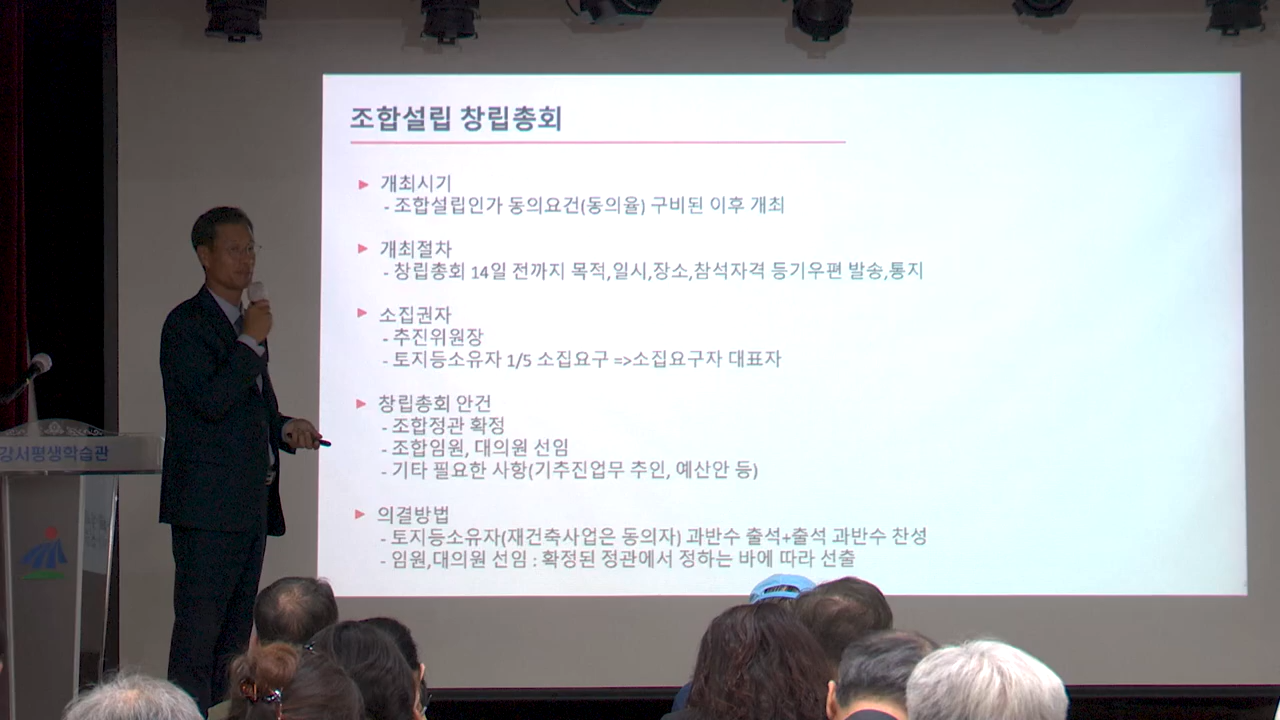 조합설립 창립총회
▶ 개최시기
- 조합설립인가 동의요건(동의율) 구비된 이후 개최
▶ 개최절차
- 창립총회 14일 전까지 목적,일시,장소,참석자격 등기우편 발송,통지
▶ 소집권자
- 추진위원장
- 토지등소유자 1/5 소집요구 =>소집요구자 대표자
▶ 창립총회 안건
- 조합정관 확정
- 조합임원, 대의원 선임
- 기타 필요한 사항(기추진업무 추인, 예산안 등)
▶ 의결방법
- 토지등소유자(재건축사업은 동의자) 과반수 출석+출석 과반수 찬성
- 임원,대의원 선임 : 확정된 정관에서 정하는 바에 따라 선출
강서평생학습관